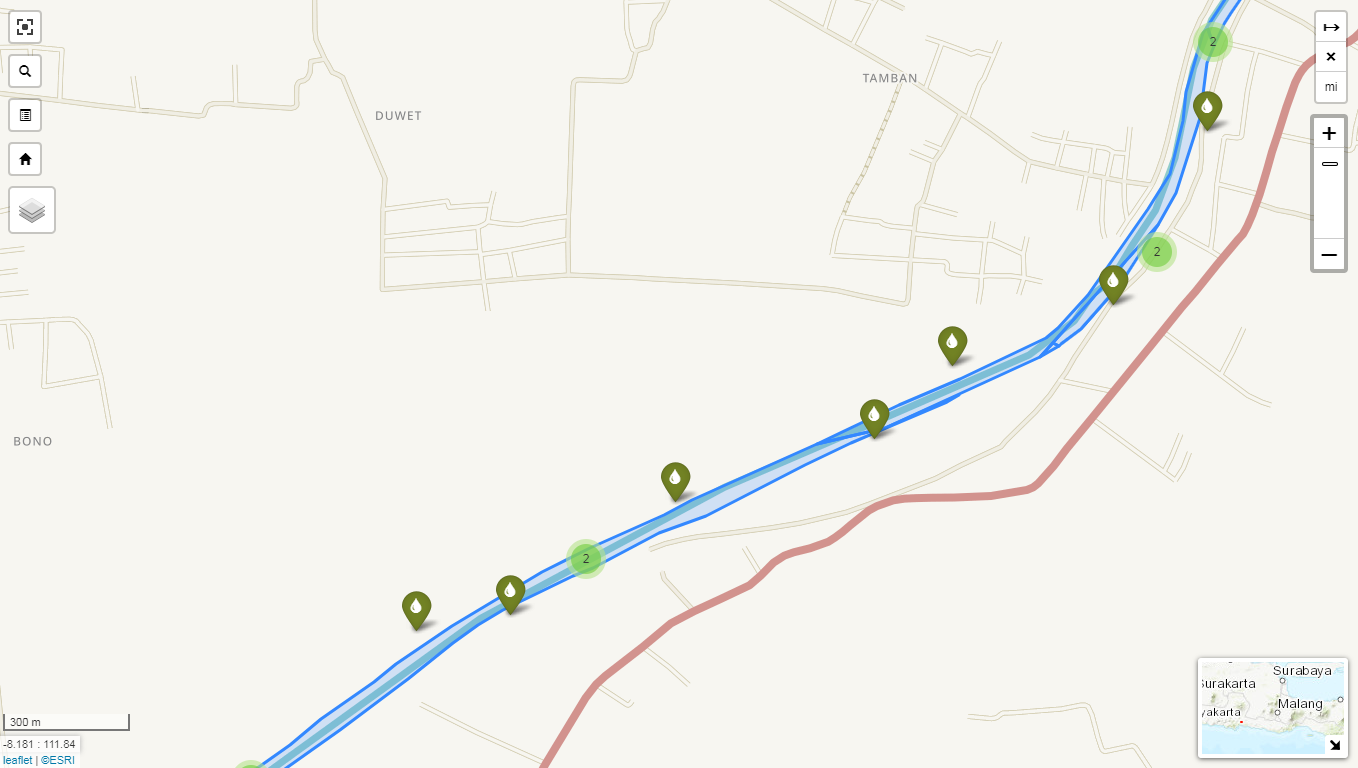 2
TAMBAN
mi
DUWET
+
2
−
BONO
2
Surabaya
Surakarta
Malang
yakarta
300 m
-8.181 : 111.84
leaflet | ©ESRI